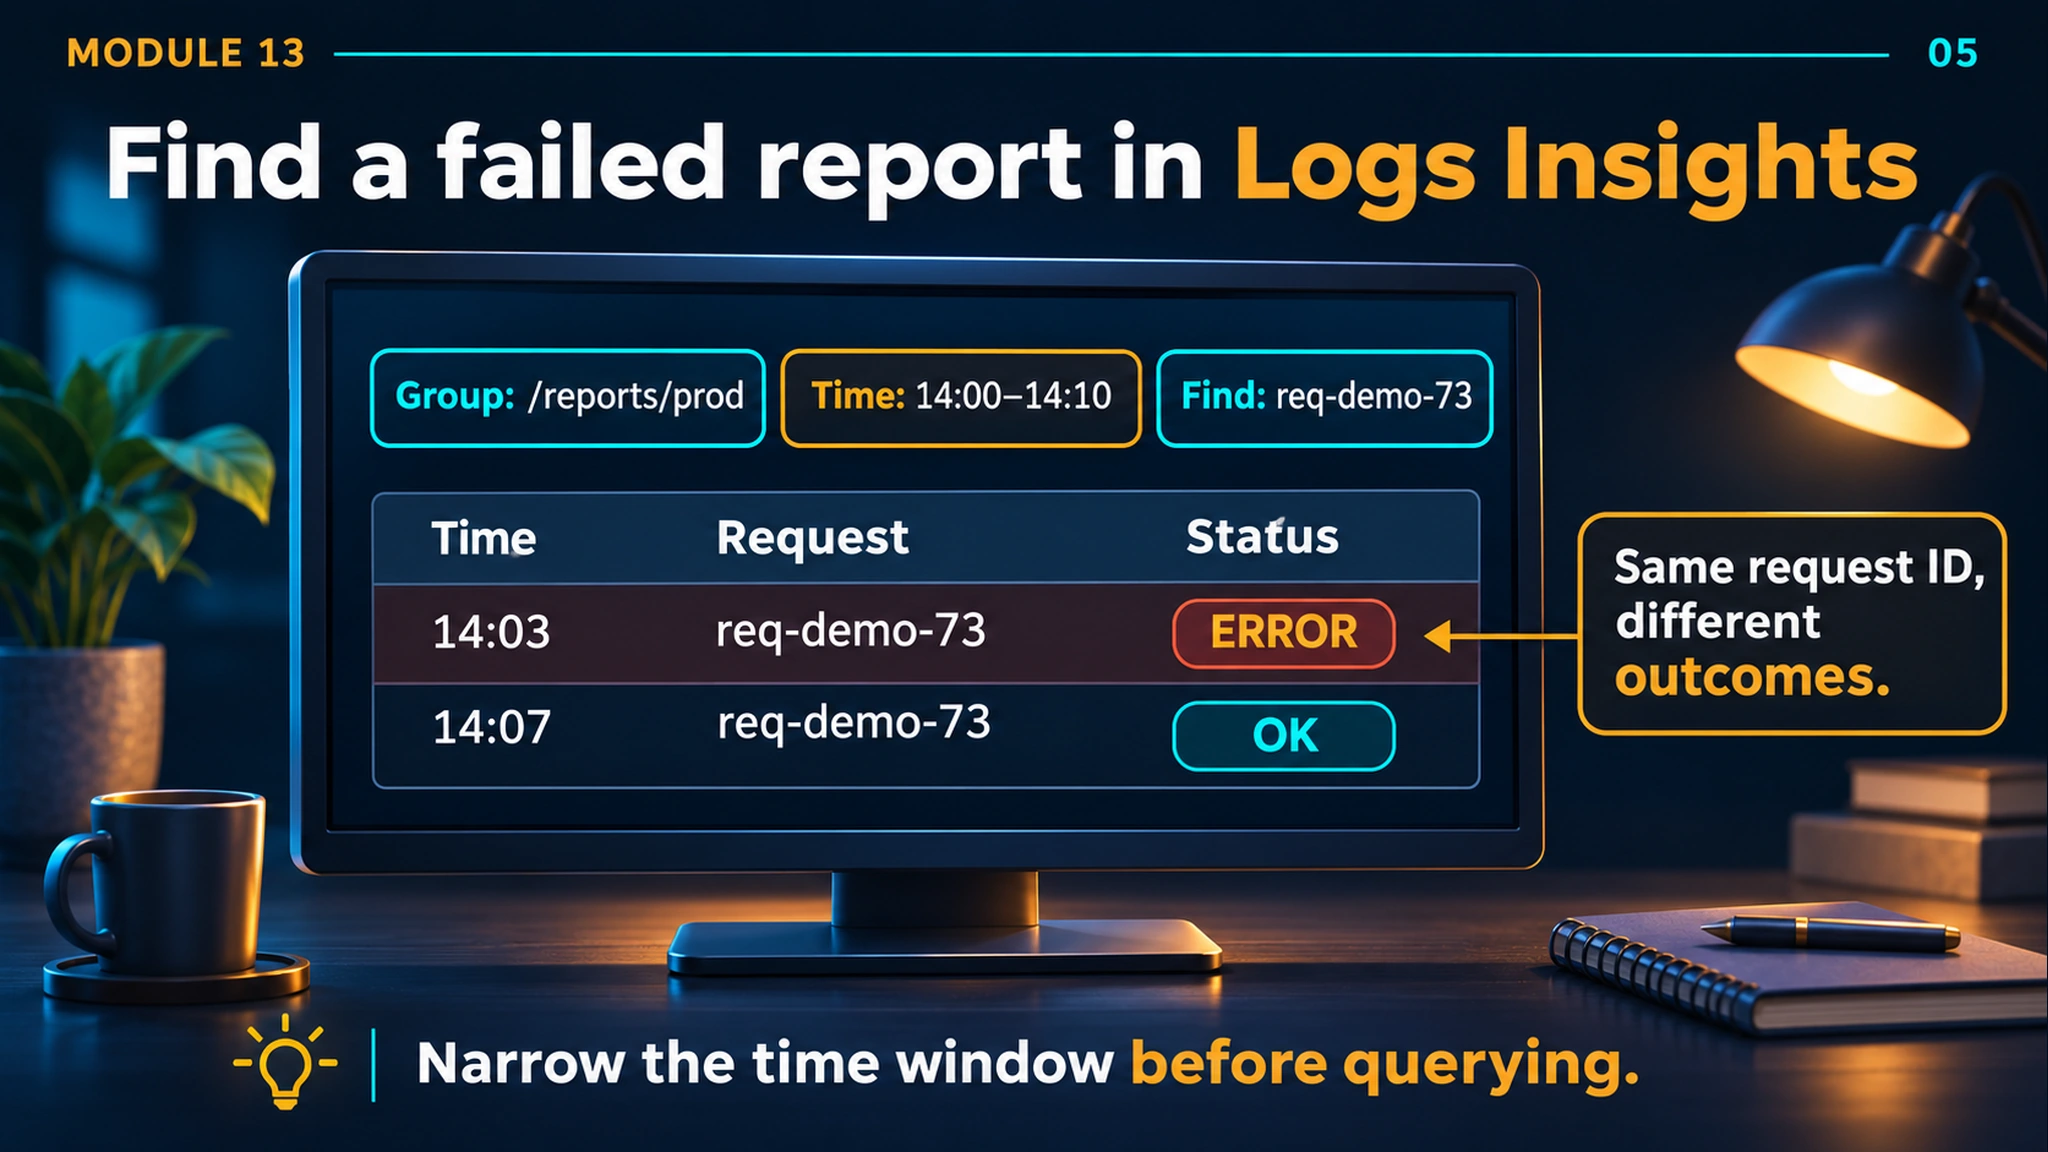 MODULE 13
05
Find a failed report in Logs Insights
Group: /reports/prod
Time: 14:00–14:10
Find: req-demo-73
Time Request Status
14:03 req-demo-73 ERROR
14:07 req-demo-73 OK
Same request ID,
different
outcomes.
Narrow the time window before querying.